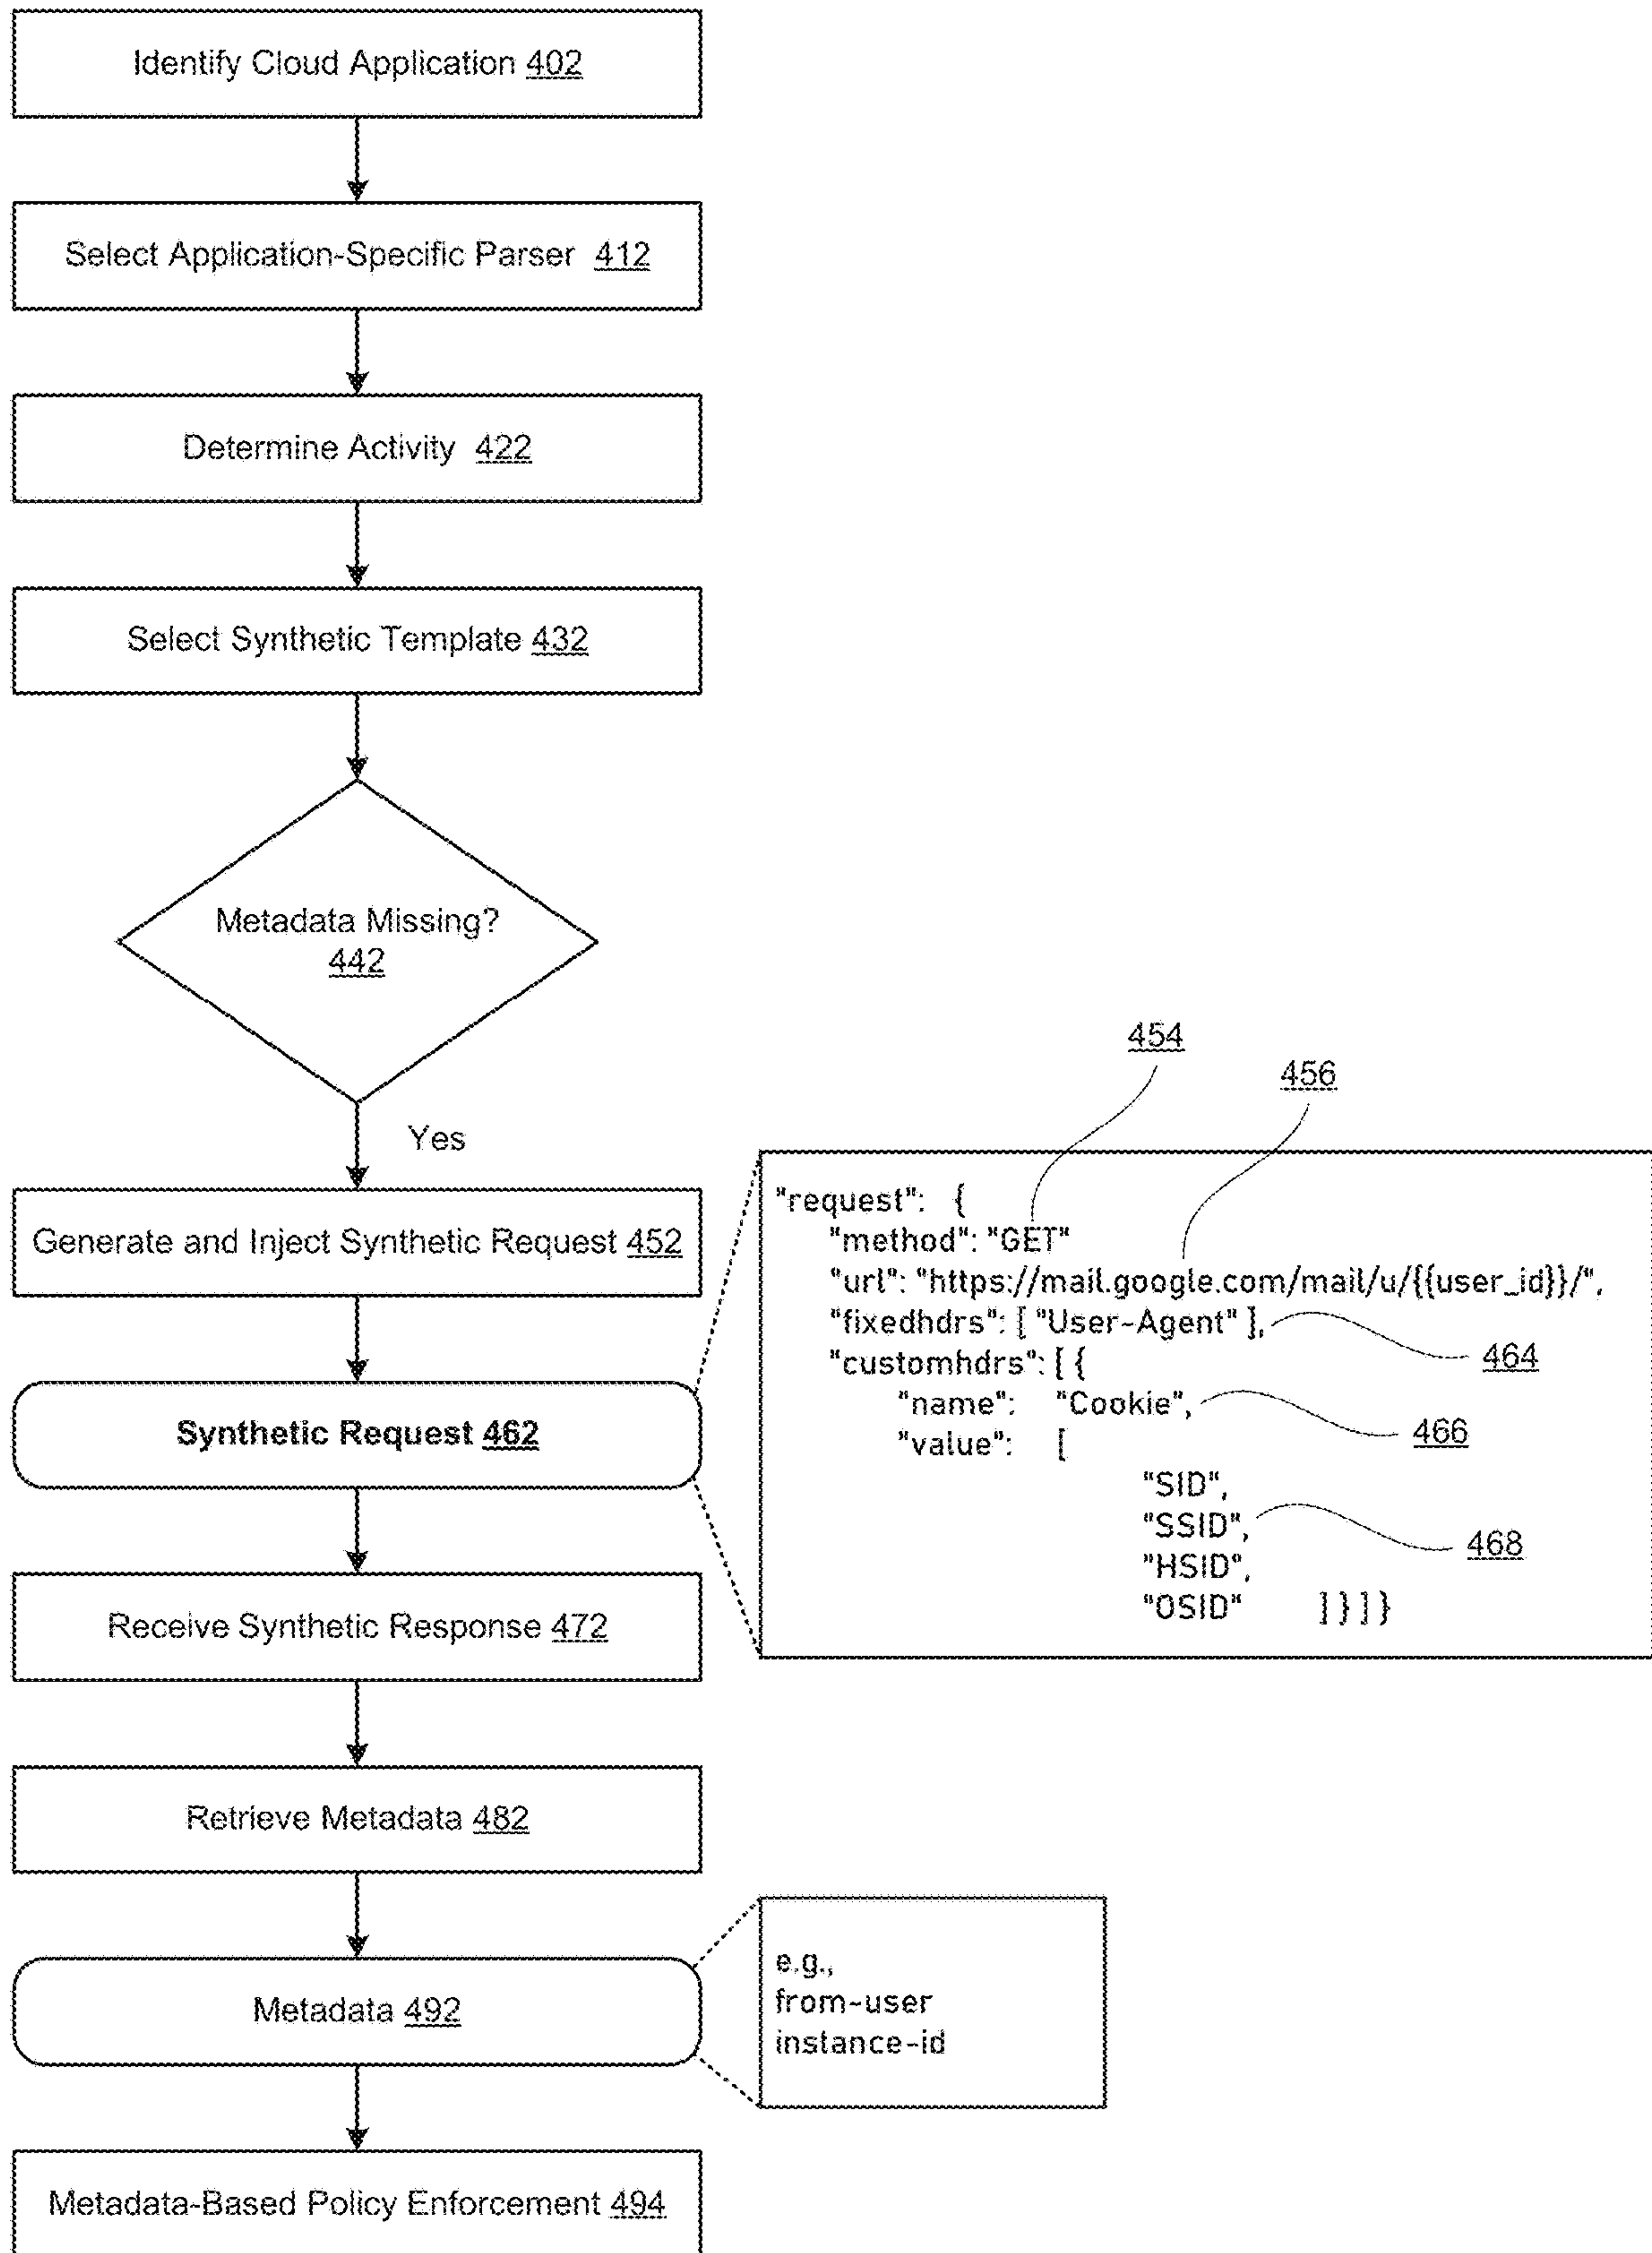 Identify Cloud Application 402
Select Application-Specific Parser 412
Determine Activity 422
Select Synthetic Template 432
Metadata Missing?
442
Yes
Generate and Inject Synthetic Request 452
Synthetic Request 462
454
456
"request": {
"method": "GET"
"url": "https://mail.google.com/mail/u/{{user_id}}/",
"fixedhdrs": [ "User-Agent" ],
464
"customhdrs": [ {
"name": "Cookie",
466
"value": [
"SID",
"SSID",
468
"HSID",
"OSID" ] } ] }
Receive Synthetic Response 472
Retrieve Metadata 482
Metadata 492
e.g.,
from-user
instance-id
Metadata-Based Policy Enforcement 494